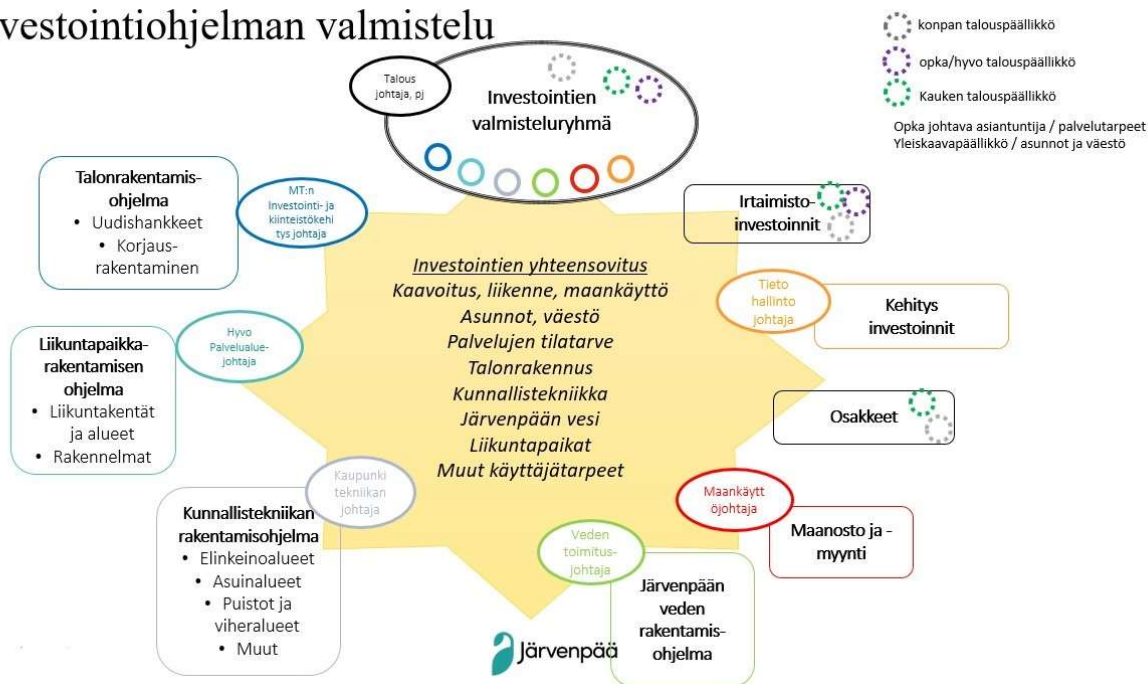 vestointiohjelman valmistelu
konpan talouspäällikkö
opka/hyvo talouspäällikkö
Kauken talouspäällikkö
Opka johtava asiantuntija / palvelutarpeet
Yleiskaavapäällikkö / asunnot ja väestö
Talous
johtaja, pj
Investointien
valmisteluryhmä
Talonrakentamis-
ohjelma
• Uudishankkeet
• Korjaus-
rakentaminen
MT:n
Investointi- ja
kiinteistökehi
tys johtaja
Irtaimisto-
investoinnit
Investointien yhteensovitus
Kaavoitus, liikenne, maankäyttö
Asunnot, väestö
Palvelujen tilatarve
Talonrakennus
Kunnallistekniikka
Järvenpään vesi
Liikuntapaikat
Muut käyttäjätarpeet
Tieto
hallinto
johtaja
Kehitys
investoinnit
Liikuntapaikka-
rakentamisen
ohjelma
• Liikuntakentät
ja alueet
• Rakennelmat
Hyvo
Palvelualue-
johtaja
Osakkeet
Kaupunki
tekniikan
johtaja
Kunnallistekniikan
rakentamisohjelma
• Elinkeinoalueet
• Asuinalueet
• Puistot ja
viheralueet
• Muut
Maankäytt
öjohtaja
Maanosto ja -
myynti
Veden
toimitus-
johtaja
Järvenpään
veden
rakentamis-
ohjelma
Järvenpää